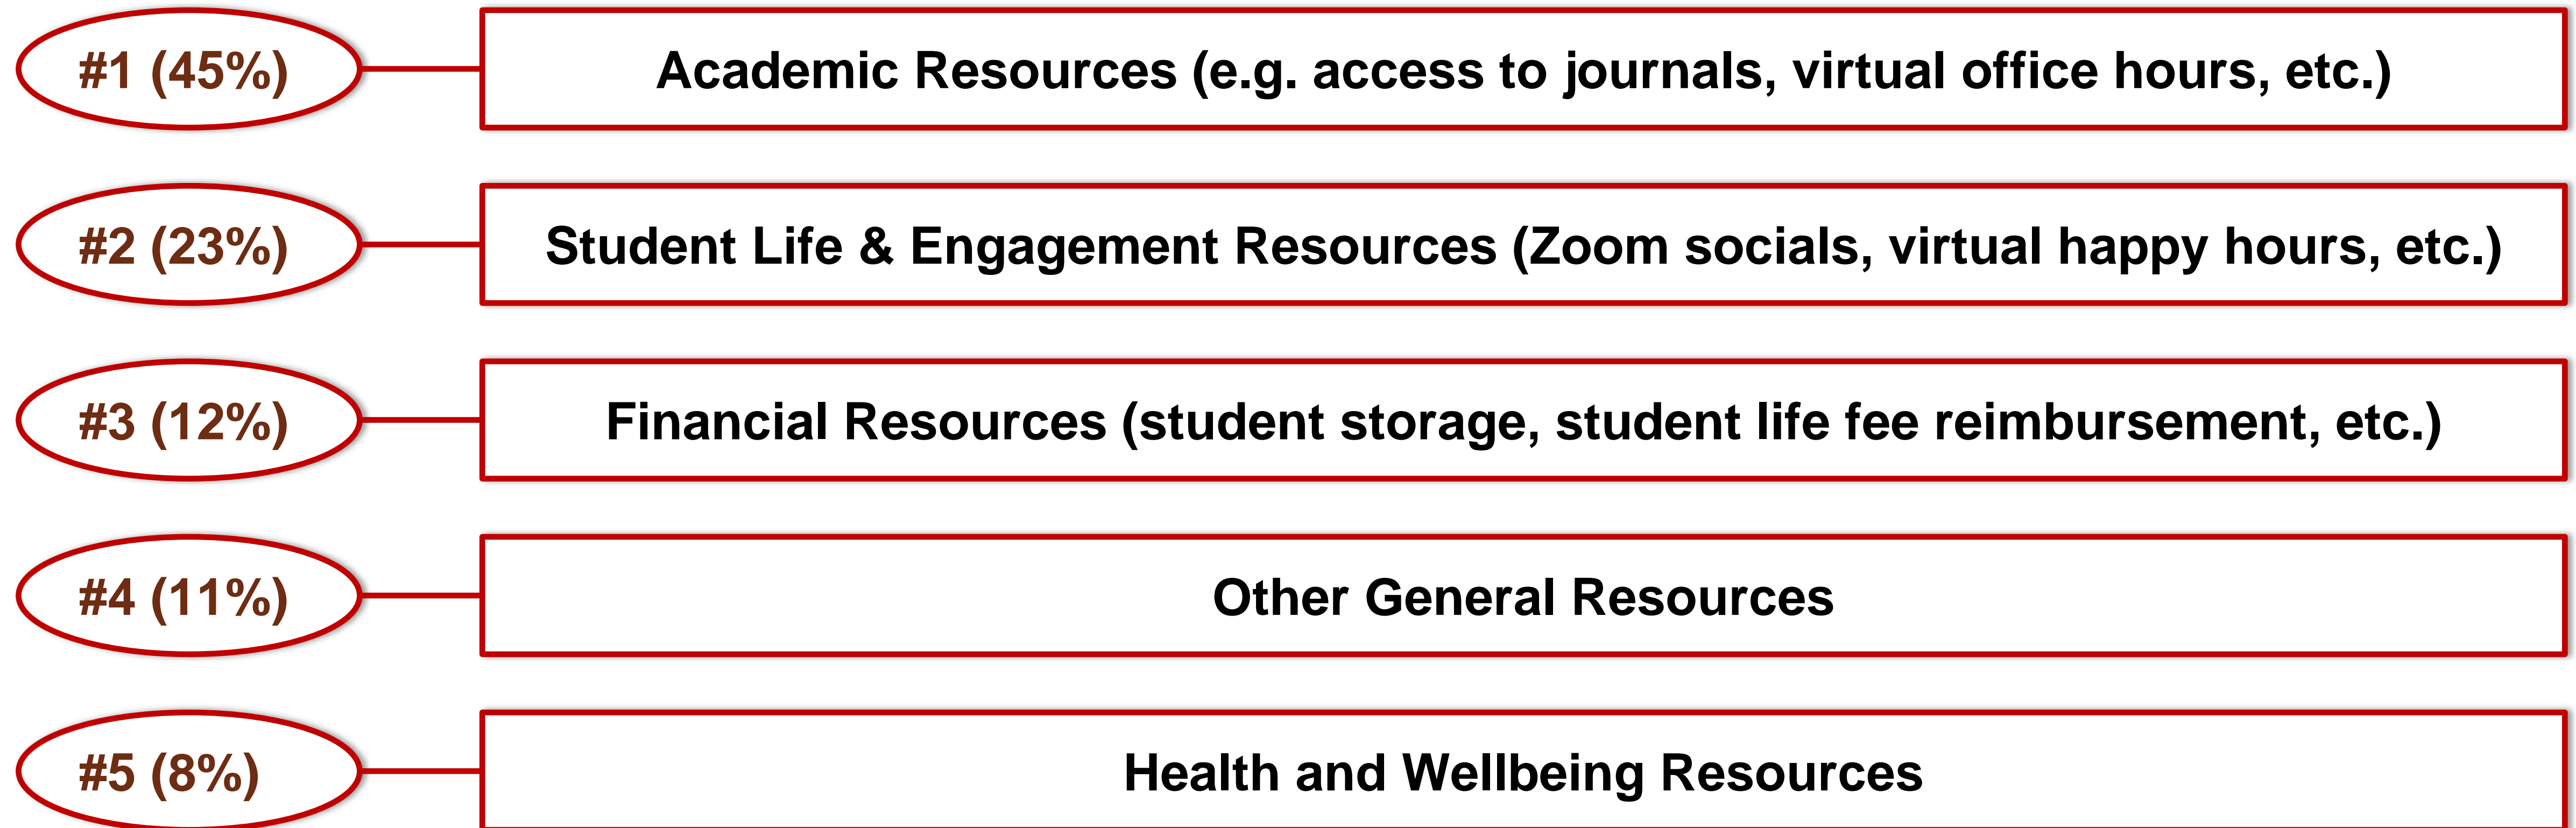 #1 (45%) Academic Resources (e.g. access to journals, virtual office hours, etc.)
#2 (23%) Student Life & Engagement Resources (Zoom socials, virtual happy hours, etc.)
#3 (12%) Financial Resources (student storage, student life fee reimbursement, etc.)
#4 (11%) Other General Resources
#5 (8%) Health and Wellbeing Resources